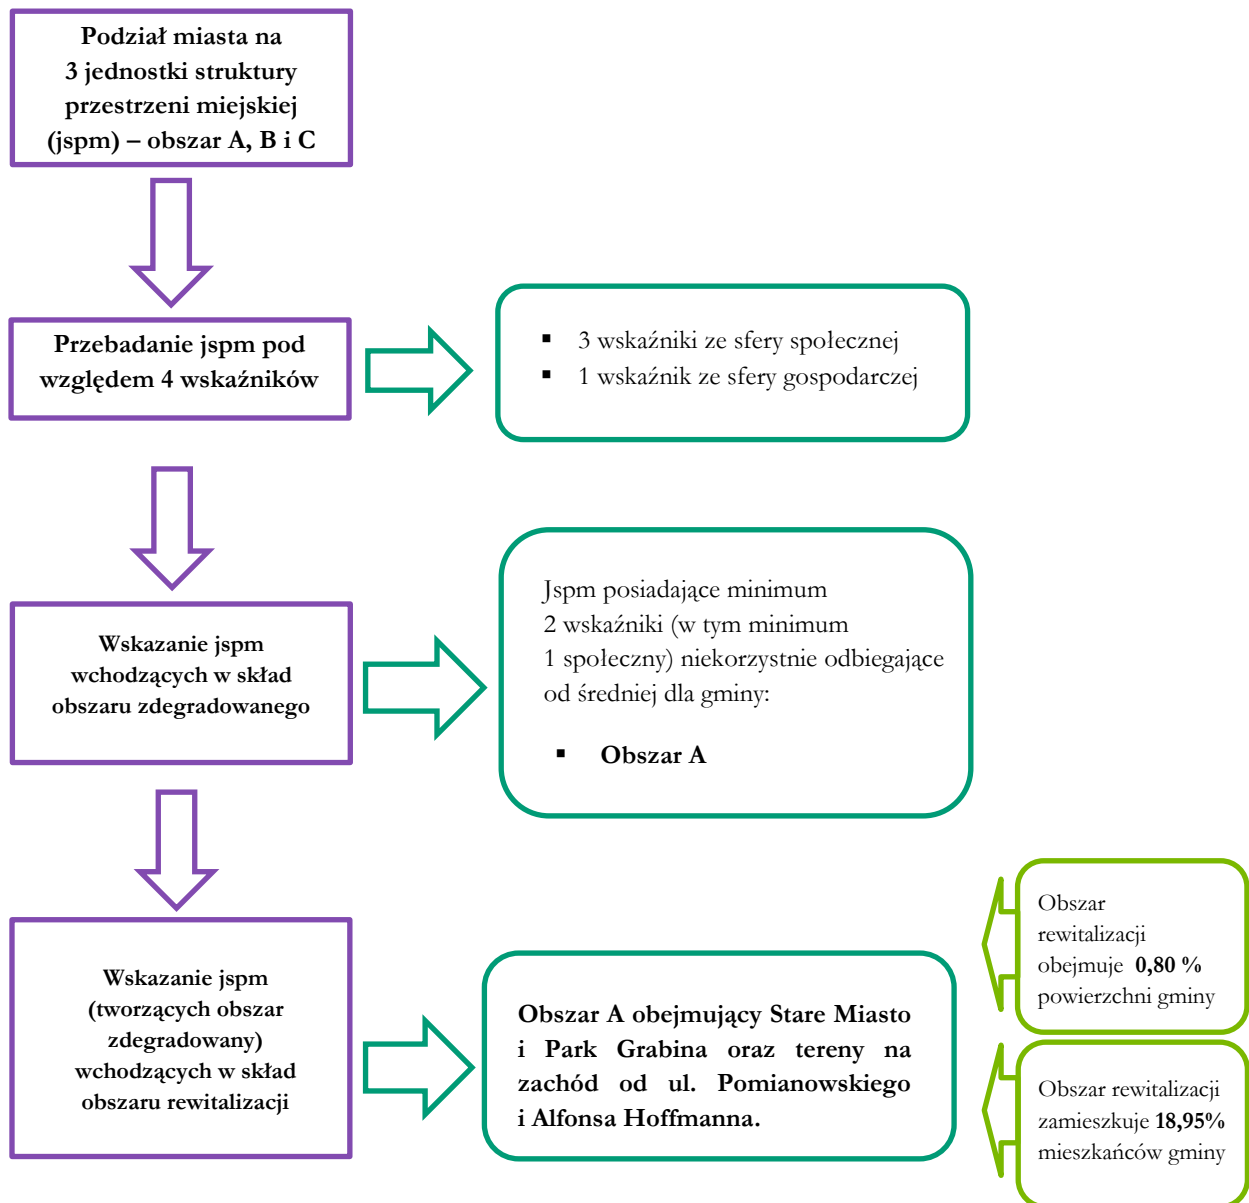 Podział miasta na
3 jednostki struktury
przestrzeni miejskiej
(jspm) – obszar A, B i C
Przebadanie jspm pod
względem 4 wskaźników
▪ 3 wskaźniki ze sfery społecznej
▪ 1 wskaźnik ze sfery gospodarczej
Wskazanie jspm
wchodzących w skład
obszaru zdegradowanego
Jspm posiadające minimum
2 wskaźniki (w tym minimum
1 społeczny) niekorzystnie odbiegające
od średniej dla gminy:
▪ Obszar A
Wskazanie jspm
(tworzących obszar
zdegradowany)
wchodzących w skład
obszaru rewitalizacji
Obszar A obejmujący Stare Miasto
i Park Grabina oraz tereny na
zachód od ul. Pomianowskiego
i Alfonsa Hoffmanna.
Obszar
rewitalizacji
obejmuje 0,80 %
powierzchni gminy
Obszar rewitalizacji
zamieszkuje 18,95%
mieszkańców gminy